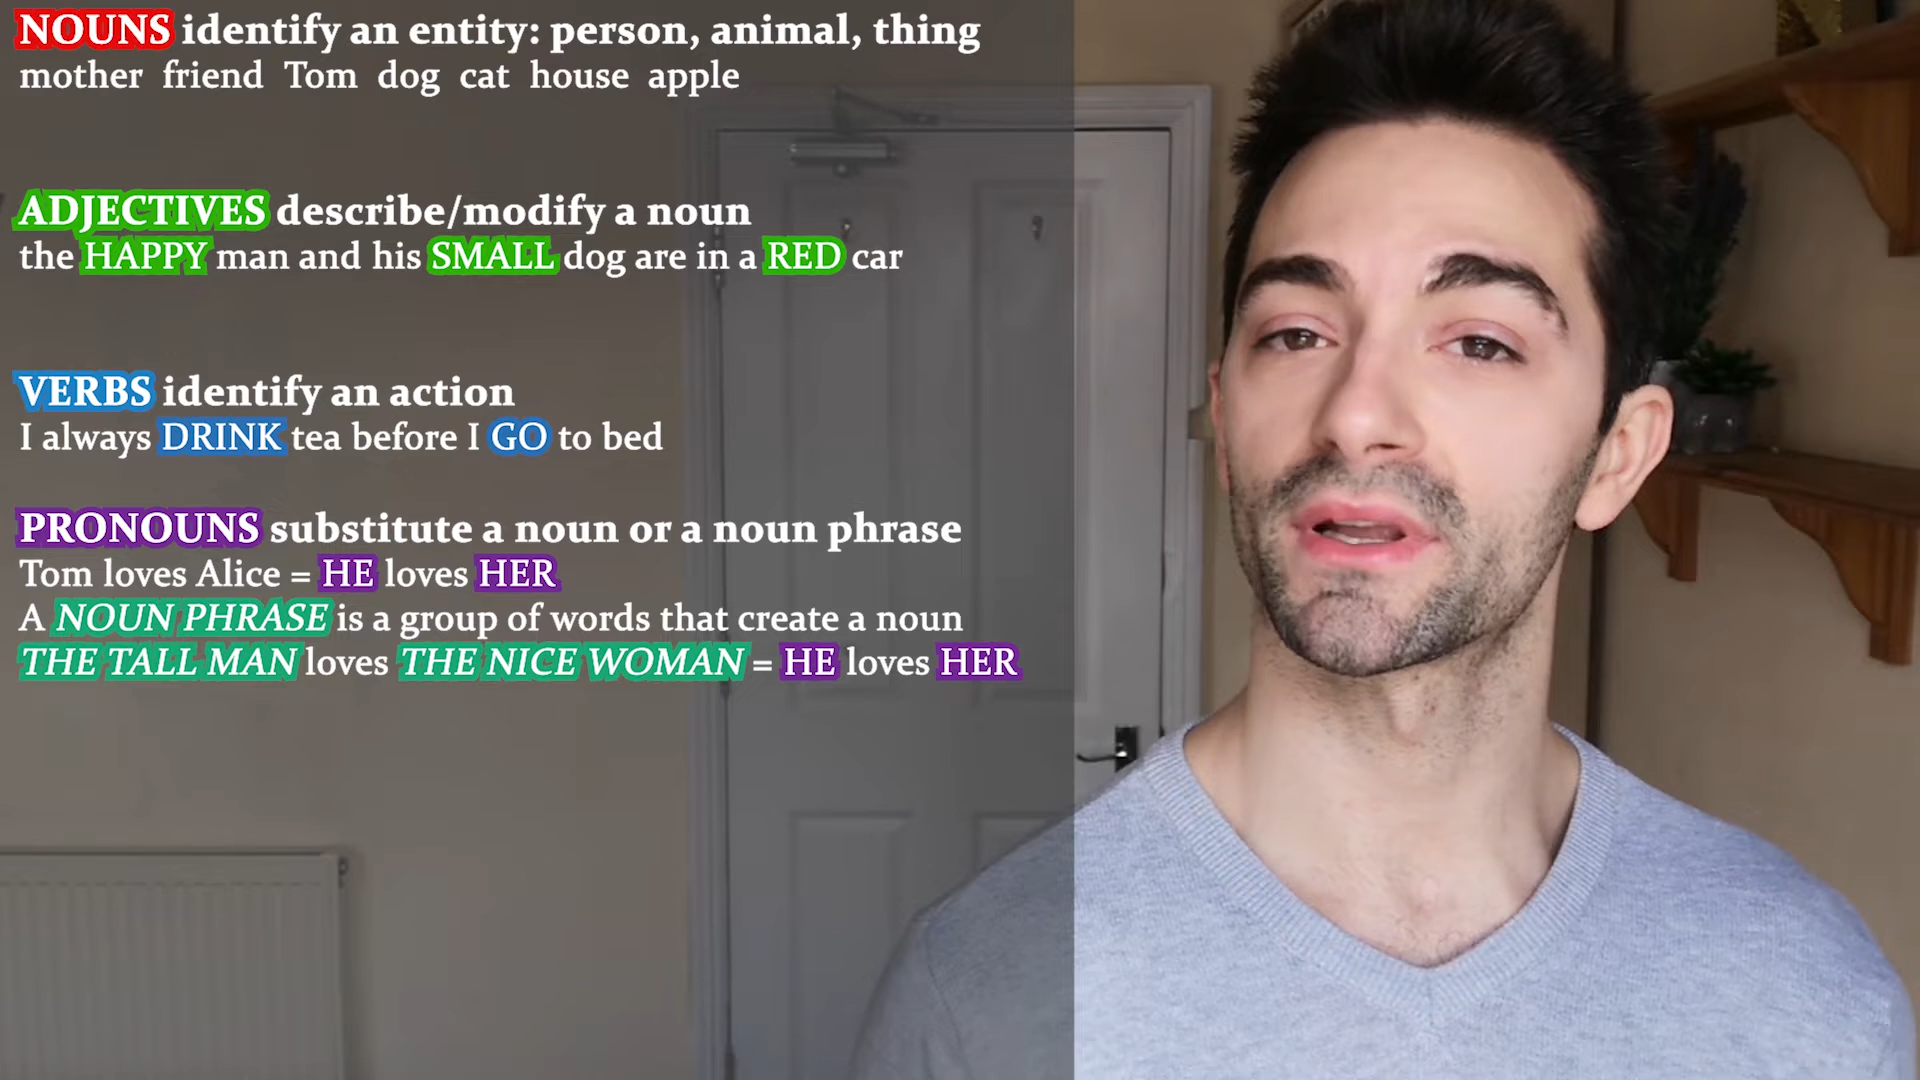 NOUNS identify an entity: person, animal, thing
mother friend Tom dog cat house apple
ADJECTIVES describe/modify a noun
the HAPPY man and his SMALL dog are in a RED car
VERBS identify an action
I always DRINK tea before I GO to bed
PRONOUNS substitute a noun or a noun phrase
Tom loves Alice = HE loves HER
A NOUN PHRASE is a group of words that create a noun
THE TALL MAN loves THE NICE WOMAN = HE loves HER